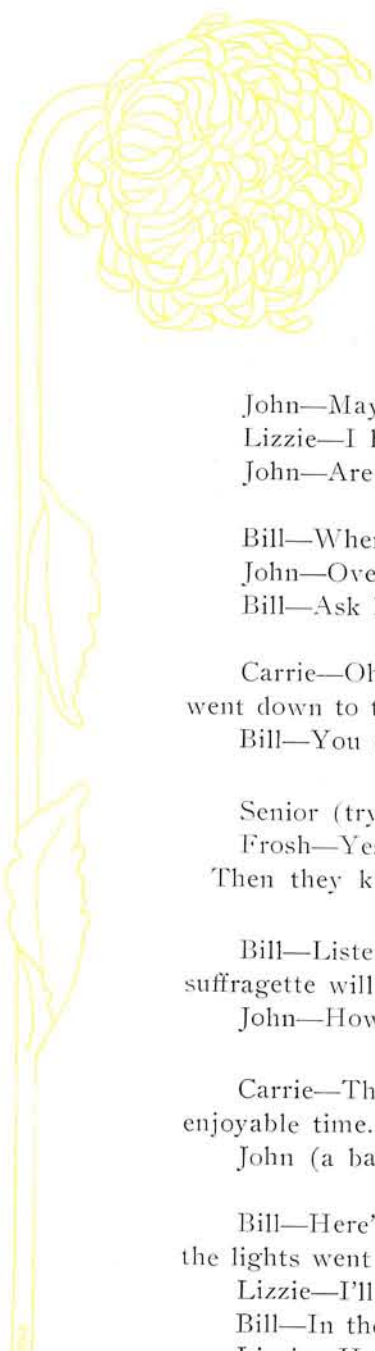 John—May
Lizzie—I
John—Are
Bill—Wher
John—Ove
Bill—Ask
Carrie—Oh
went down to t
Bill—You
Senior (try
Frosh—Ye
Then they k
Bill—Liste
suffragette will
John—How
Carrie—Th
enjoyable time.
John (a ba
Bill—Here'
the lights went
Lizzie—I'll
Bill—In the